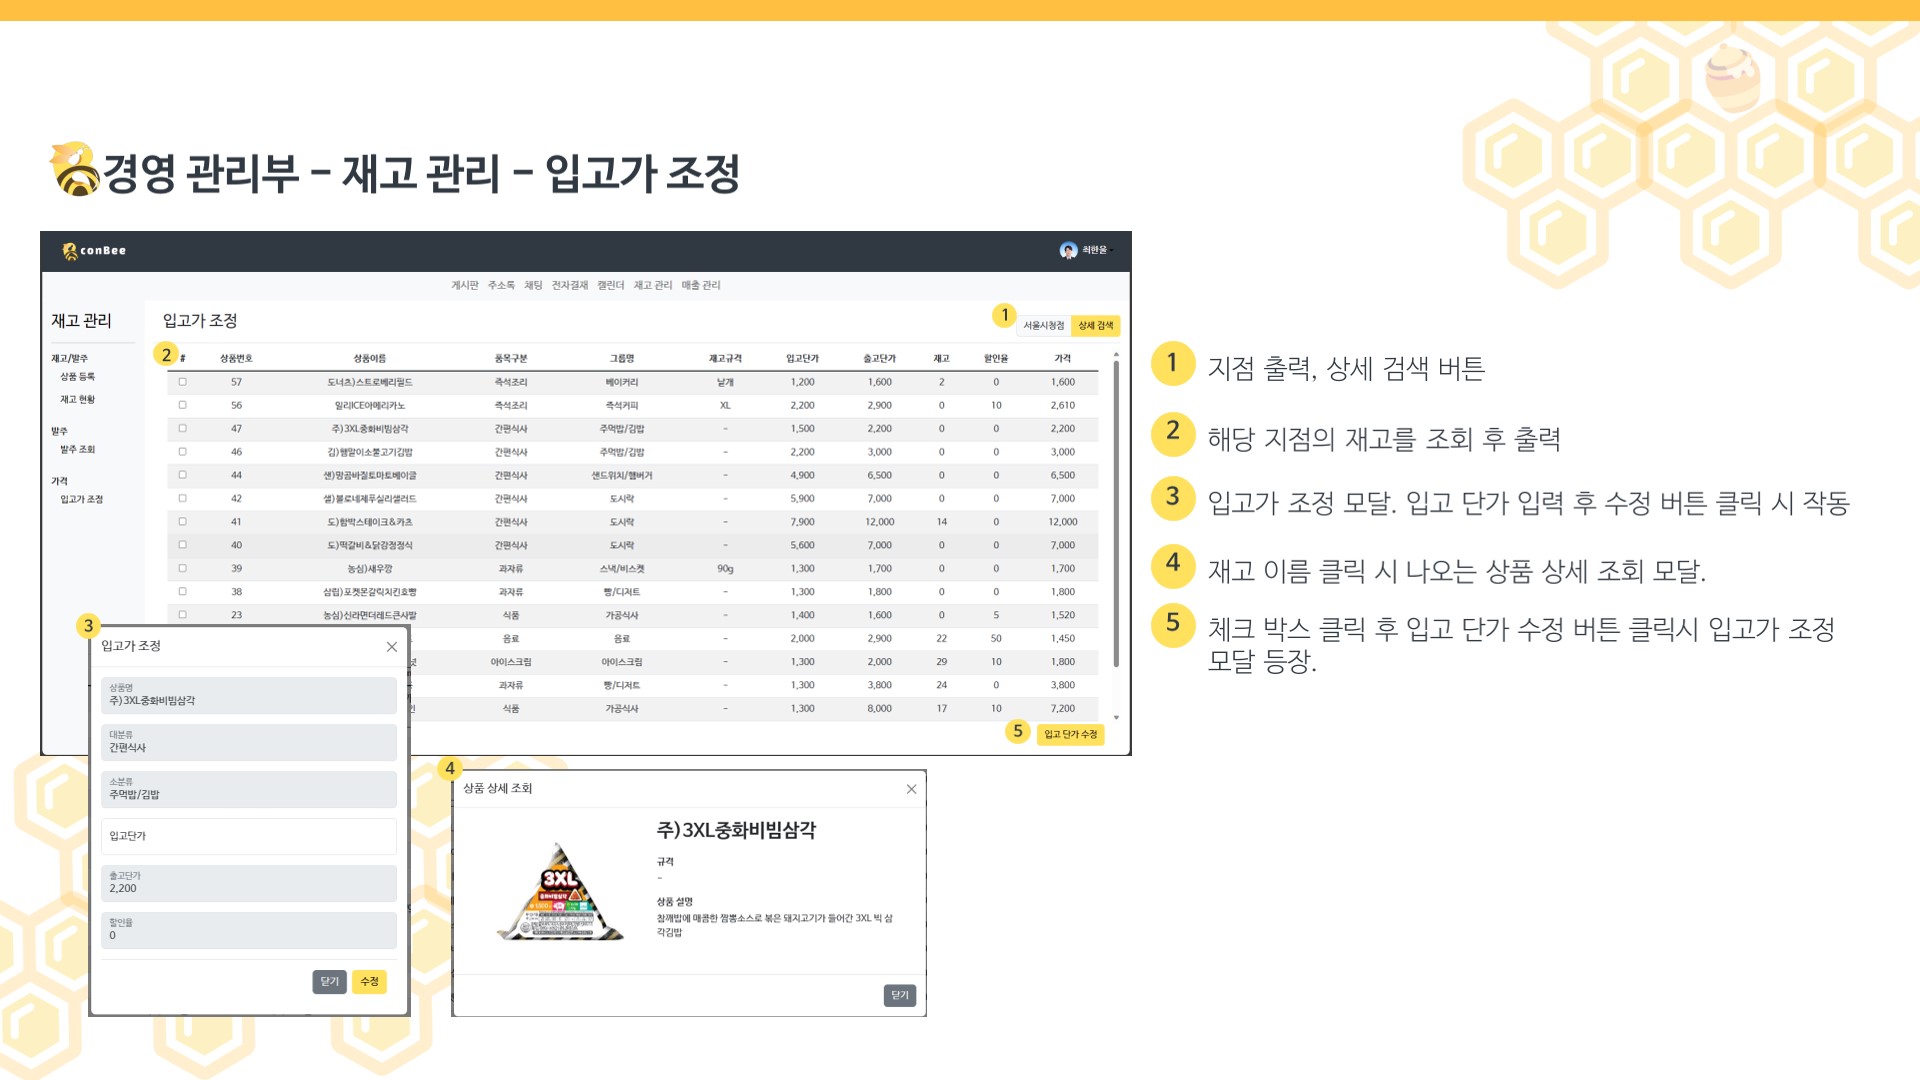 경영 관리부 - 재고 관리 - 입고가 조정
conBee
최한울
게시판 주소록 채팅 전자결재 캘린더 재고 관리 매출 관리
재고 관리
재고/발주
상품 등록
재고 현황
발주
발주 조회
가격
입고가 조정
입고가 조정
1
서울시청점 상세 검색
2
# 상품번호 상품이름 품목구분 그룹명 재고규격 입고단가 출고단가 재고 할인율 가격
57 도너츠)스트로베리필드 즉석조리 베이커리 낱개 1,200 1,600 2 0 1,600
56 일리ICE아메리카노 즉석조리 즉석커피 XL 2,200 2,900 0 10 2,610
47 주)3XL중화비빔삼각 간편식사 주먹밥/김밥 - 1,500 2,200 0 0 2,200
46 김)햄말이소불고기김밥 간편식사 주먹밥/김밥 - 2,200 3,000 0 0 3,000
44 샌)팡곰바질토마토베이글 간편식사 샌드위치/햄버거 - 4,900 6,500 0 0 6,500
42 샐)볼로네제푸실리샐러드 간편식사 도시락 - 5,900 7,000 0 0 7,000
41 도)함박스테이크&카츠 간편식사 도시락 - 7,900 12,000 14 0 12,000
40 도)떡갈비&닭강정정식 간편식사 도시락 - 5,600 7,000 0 0 7,000
39 농심)새우깡 과자류 스낵/비스켓 90g 1,300 1,700 0 0 1,700
38 삼립)포켓몬갈릭치킨호빵 과자류 빵/디저트 - 1,300 1,800 0 0 1,800
23 농심)신라면더레드큰사발 식품 가공식사 - 1,400 1,600 0 5 1,520
음료 음료 - 2,000 2,900 22 50 1,450
아이스크림 아이스크림 - 1,300 2,000 29 10 1,800
과자류 빵/디저트 - 1,300 3,800 24 0 3,800
식품 가공식사 - 1,300 8,000 17 10 7,200
5
입고 단가 수정
3
입고가 조정
상품명
주)3XL중화비빔삼각
대분류
간편식사
소분류
주먹밥/김밥
입고단가
출고단가
2,200
할인율
0
닫기 수정
4
상품 상세 조회
3XL
주)3XL중화비빔삼각
규격
-
상품 설명
참깨밥에 매콤한 짬뽕소스로 볶은 돼지고기가 들어간 3XL 빅 삼
각김밥
닫기
1 지점 출력, 상세 검색 버튼
2 해당 지점의 재고를 조회 후 출력
3 입고가 조정 모달. 입고 단가 입력 후 수정 버튼 클릭 시 작동
4 재고 이름 클릭 시 나오는 상품 상세 조회 모달.
5 체크 박스 클릭 후 입고 단가 수정 버튼 클릭시 입고가 조정
모달 등장.